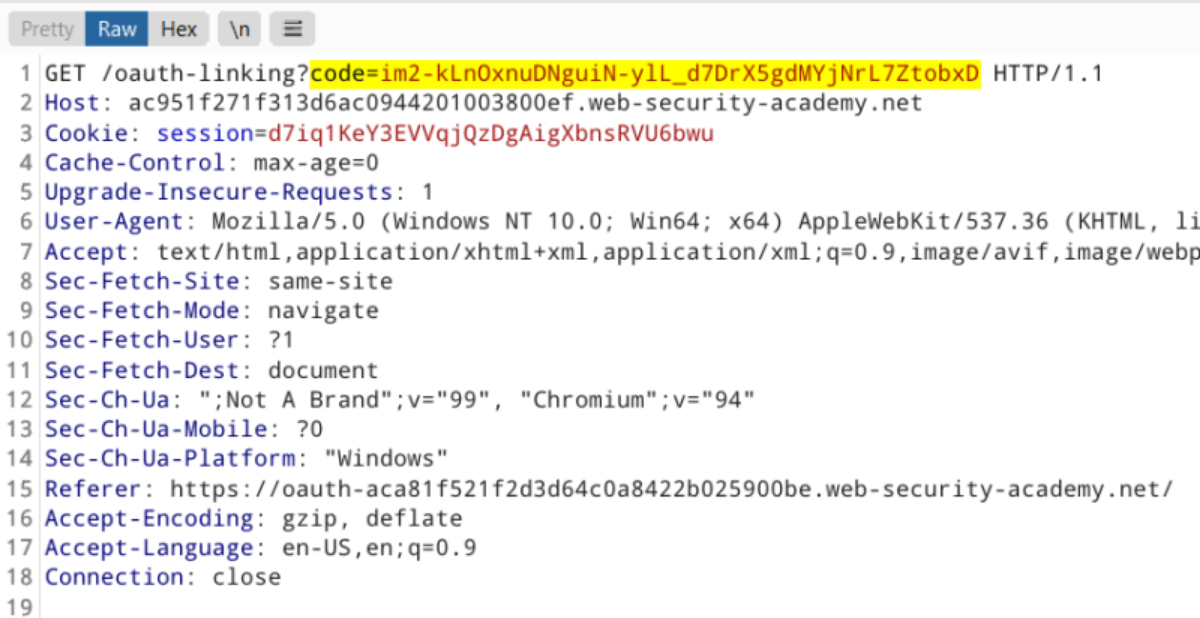 Pretty Raw Hex \n
1 GET /oauth-linking?code=im2-kLnOxnuDNguiN-ylL_d7DrX5gdMYjNrL7ZtobxD HTTP/1.1
2 Host: ac951f271f313d6ac0944201003800ef.web-security-academy.net
3 Cookie: session=d7iq1KeY3EVVqjQzDgAigXbnsRVU6bwu
4 Cache-Control: max-age=0
5 Upgrade-Insecure-Requests: 1
6 User-Agent: Mozilla/5.0 (Windows NT 10.0; Win64; x64) AppleWebKit/537.36 (KHTML, li
7 Accept: text/html,application/xhtml+xml,application/xml;q=0.9,image/avif,image/webp
8 Sec-Fetch-Site: same-site
9 Sec-Fetch-Mode: navigate
10 Sec-Fetch-User: ?1
11 Sec-Fetch-Dest: document
12 Sec-Ch-Ua: ";Not A Brand";v="99", "Chromium";v="94"
13 Sec-Ch-Ua-Mobile: ?0
14 Sec-Ch-Ua-Platform: "Windows"
15 Referer: https://oauth-aca81f521f2d3d64c0a8422b025900be.web-security-academy.net/
16 Accept-Encoding: gzip, deflate
17 Accept-Language: en-US,en;q=0.9
18 Connection: close
19